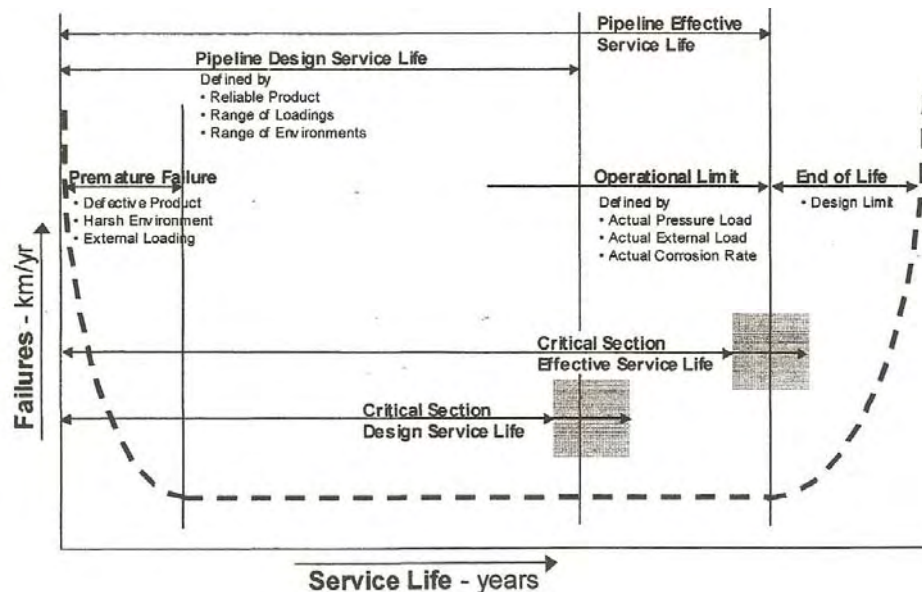 Pipeline Effective
Service Life
Pipeline Design Service Life
Defined by
• Reliable Product
• Range of Loadings
• Range of Environments
Premature Failure
• Defective Product
• Harsh Environment
• External Loading
Operational Limit
Defined by
• Actual Pressure Load
• Actual External Load
• Actual Corrosion Rate
End of Life
• Design Limit
Critical Section
Effective Service Life
Critical Section
Design Service Life
Failures - km/yr
Service Life - years